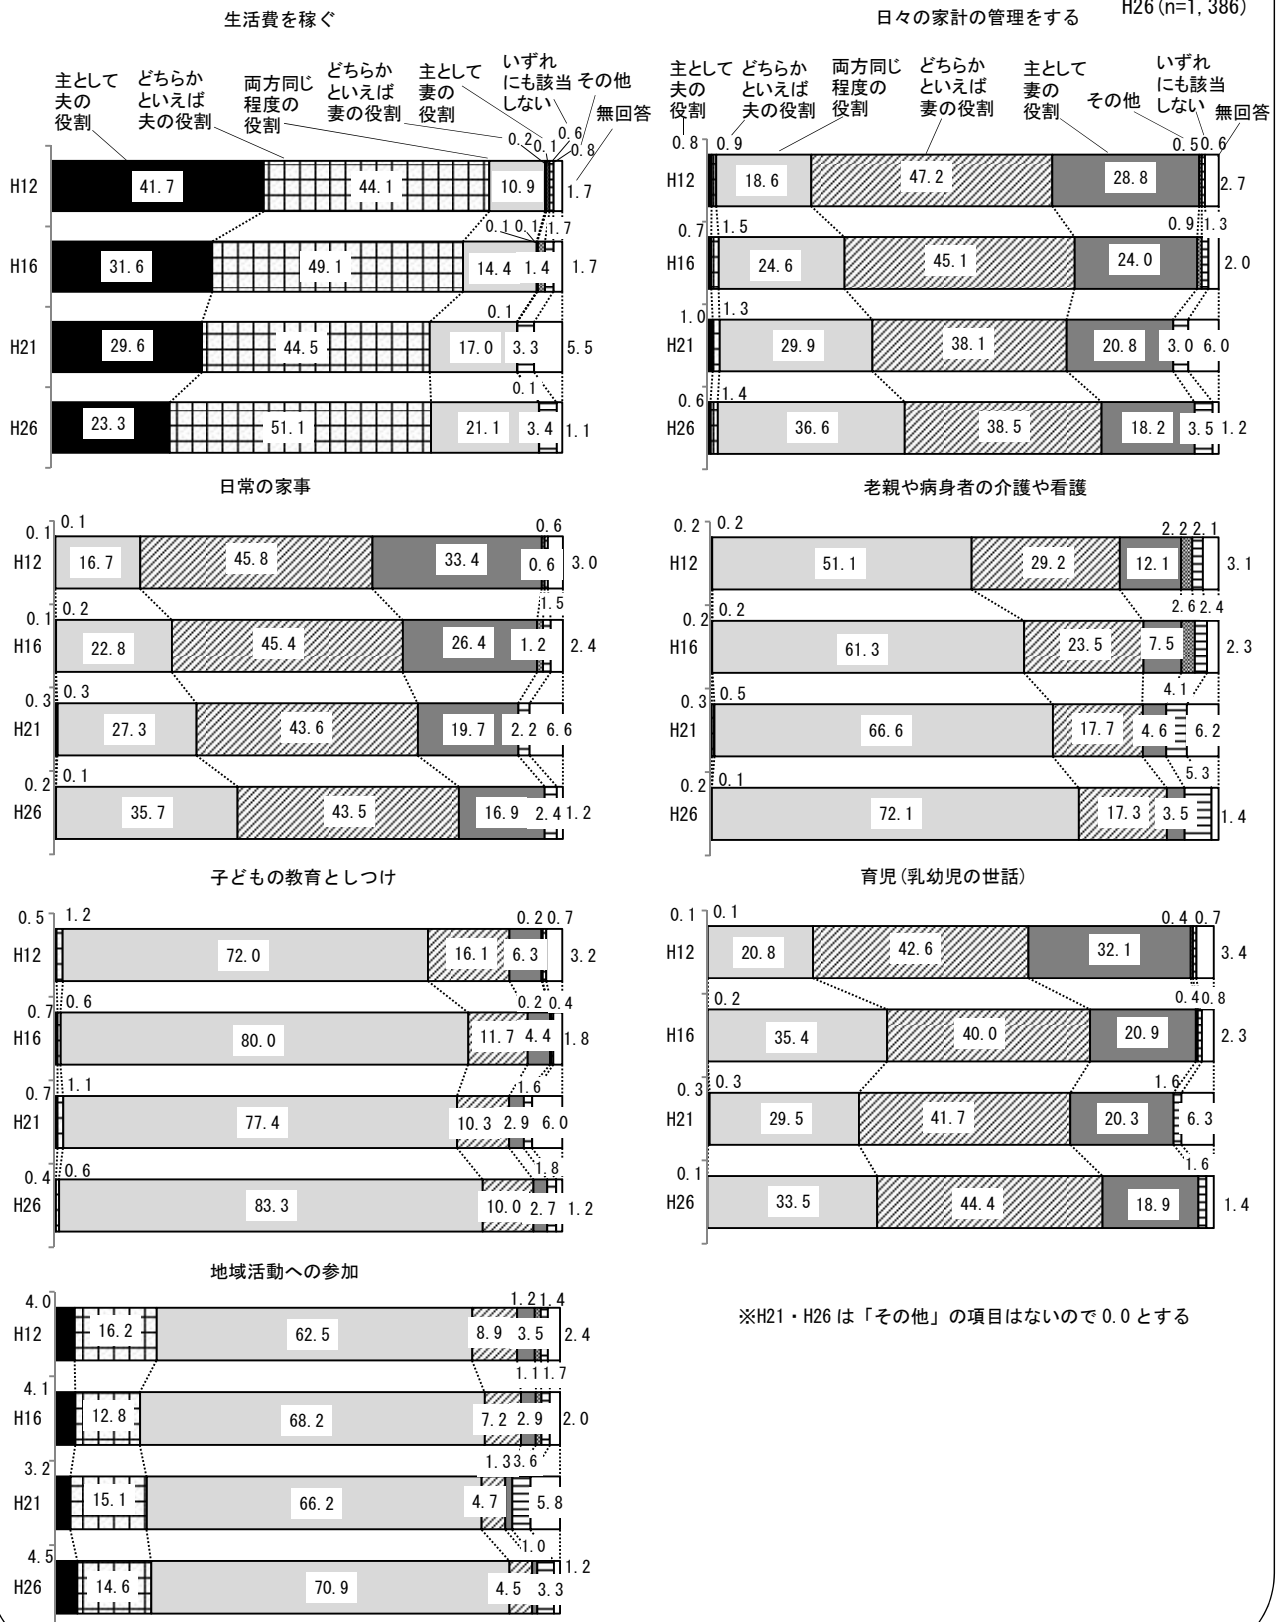 H26(n=1,386)
生活費を稼ぐ
主として
夫の
役割
どちらか
といえば
夫の役割
両方同じ
程度の
役割
どちらか
といえば
妻の役割
主として
妻の
役割
いずれ
にも該当
しない
その他
無回答
0.2
0.1
0.6
0.8
H12
41.7
44.1
10.9
1.7
0.1
0.1
1.7
H16
31.6
49.1
14.4
1.4
1.7
0.1
H21
29.6
44.5
17.0
3.3
5.5
0.1
H26
23.3
51.1
21.1
3.4
1.1
日々の家計の管理をする
主として
夫の
役割
どちらか
といえば
夫の役割
両方同じ
程度の
役割
どちらか
といえば
妻の役割
主として
妻の
役割
その他
いずれ
にも該当
しない
無回答
0.8
0.9
0.5
0.6
H12
18.6
47.2
28.8
2.7
0.7
1.5
0.9
1.3
H16
24.6
45.1
24.0
2.0
1.0
1.3
H21
29.9
38.1
20.8
3.0
6.0
0.6
1.4
H26
36.6
38.5
18.2
3.5
1.2
日常の家事
0.1
0.1
0.6
H12
16.7
45.8
33.4
0.6
3.0
0.1
0.2
1.5
H16
22.8
45.4
26.4
1.2
2.4
0.3
0.3
H21
27.3
43.6
19.7
2.2
6.6
0.2
0.1
H26
35.7
43.5
16.9
2.4
1.2
老親や病身者の介護や看護
0.2
0.2
2.2
2.1
H12
51.1
29.2
12.1
3.1
0.2
0.2
2.6
2.4
H16
61.3
23.5
7.5
2.3
0.3
0.5
4.1
H21
66.6
17.7
4.6
6.2
0.2
0.1
5.3
H26
72.1
17.3
3.5
1.4
子どもの教育としつけ
0.5
1.2
0.2
0.7
H12
72.0
16.1
6.3
3.2
0.7
0.6
0.2
0.4
H16
80.0
11.7
4.4
1.8
0.7
1.1
1.6
H21
77.4
10.3
2.9
6.0
0.4
0.6
1.8
H26
83.3
10.0
2.7
1.2
育児(乳幼児の世話)
0.1
0.1
0.4
0.7
H12
20.8
42.6
32.1
3.4
0.2
0.4
0.8
H16
35.4
40.0
20.9
2.3
0.3
0.3
1.6
H21
29.5
41.7
20.3
6.3
0.1
1.6
H26
33.5
44.4
18.9
1.4
地域活動への参加
4.0
1.2
1.4
H12
16.2
62.5
8.9
3.5
2.4
4.1
1.1
1.7
H16
12.8
68.2
7.2
2.9
2.0
3.2
1.3
3.6
H21
15.1
66.2
4.7
5.8
4.5
1.0
1.2
H26
14.6
70.9
4.5
3.3
※H21・H26は「その他」の項目はないので0.0とする